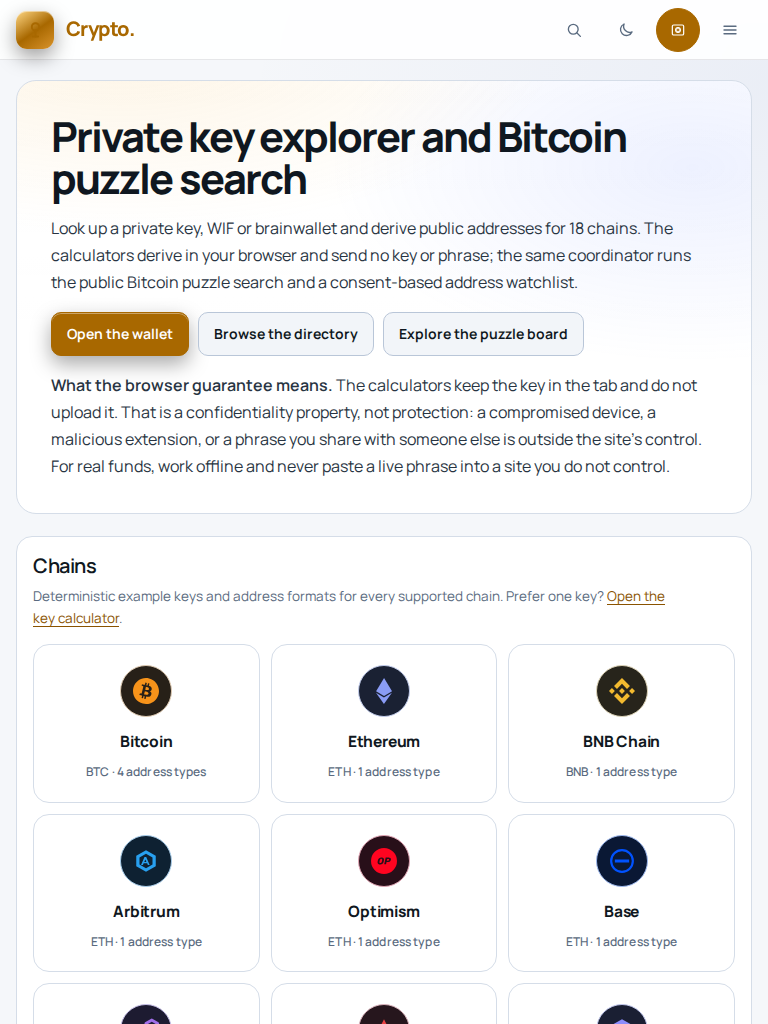 Crypto.
Private key explorer and Bitcoin
puzzle search
Look up a private key, WIF or brainwallet and derive public addresses for 18 chains. The
calculators derive in your browser and send no key or phrase; the same coordinator runs
the public Bitcoin puzzle search and a consent-based address watchlist.
Open the wallet
Browse the directory
Explore the puzzle board
What the browser guarantee means. The calculators keep the key in the tab and do not
upload it. That is a confidentiality property, not protection: a compromised device, a
malicious extension, or a phrase you share with someone else is outside the site's control.
For real funds, work offline and never paste a live phrase into a site you do not control.
Chains
Deterministic example keys and address formats for every supported chain. Prefer one key? Open the
key calculator.
Bitcoin
BTC · 4 address types
Ethereum
ETH · 1 address type
BNB Chain
BNB · 1 address type
Arbitrum
ETH · 1 address type
OP
Optimism
ETH · 1 address type
Base
ETH · 1 address type